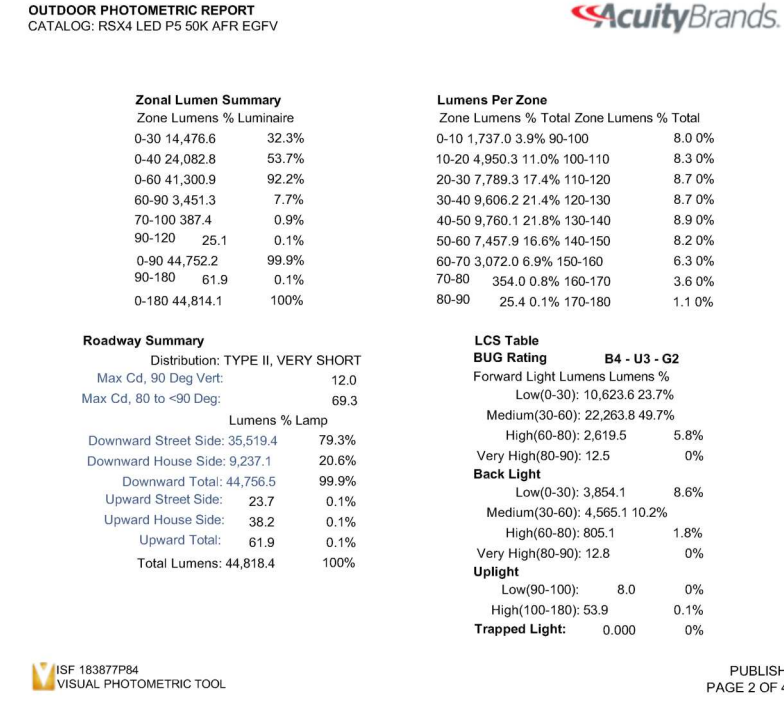 OUTDOOR PHOTOMETRIC REPORT
CATALOG: RSX4 LED P5 50K AFR EGFV
AcuityBrands.
Zonal Lumen Summary
Zone Lumens % Luminaire
0-30 14,476.6 32.3%
0-40 24,082.8 53.7%
0-60 41,300.9 92.2%
60-90 3,451.3 7.7%
70-100 387.4 0.9%
90-120 25.1 0.1%
0-90 44,752.2 99.9%
90-180 61.9 0.1%
0-180 44,814.1 100%
Lumens Per Zone
Zone Lumens % Total Zone Lumens % Total
0-10 1,737.0 3.9% 90-100 8.0 0%
10-20 4,950.3 11.0% 100-110 8.3 0%
20-30 7,789.3 17.4% 110-120 8.7 0%
30-40 9,606.2 21.4% 120-130 8.7 0%
40-50 9,760.1 21.8% 130-140 8.9 0%
50-60 7,457.9 16.6% 140-150 8.2 0%
60-70 3,072.0 6.9% 150-160 6.3 0%
70-80 354.0 0.8% 160-170 3.6 0%
80-90 25.4 0.1% 170-180 1.1 0%
Roadway Summary
Distribution: TYPE II, VERY SHORT
Max Cd, 90 Deg Vert: 12.0
Max Cd, 80 to <90 Deg: 69.3
Lumens % Lamp
Downward Street Side: 35,519.4 79.3%
Downward House Side: 9,237.1 20.6%
Downward Total: 44,756.5 99.9%
Upward Street Side: 23.7 0.1%
Upward House Side: 38.2 0.1%
Upward Total: 61.9 0.1%
Total Lumens: 44,818.4 100%
LCS Table
BUG Rating B4 - U3 - G2
Forward Light Lumens Lumens %
Low(0-30): 10,623.6 23.7%
Medium(30-60): 22,263.8 49.7%
High(60-80): 2,619.5 5.8%
Very High(80-90): 12.5 0%
Back Light
Low(0-30): 3,854.1 8.6%
Medium(30-60): 4,565.1 10.2%
High(60-80): 805.1 1.8%
Very High(80-90): 12.8 0%
Uplight
Low(90-100): 8.0 0%
High(100-180): 53.9 0.1%
Trapped Light: 0.000 0%
ISF 183877P84
VISUAL PHOTOMETRIC TOOL
PUBLISH
PAGE 2 OF 4